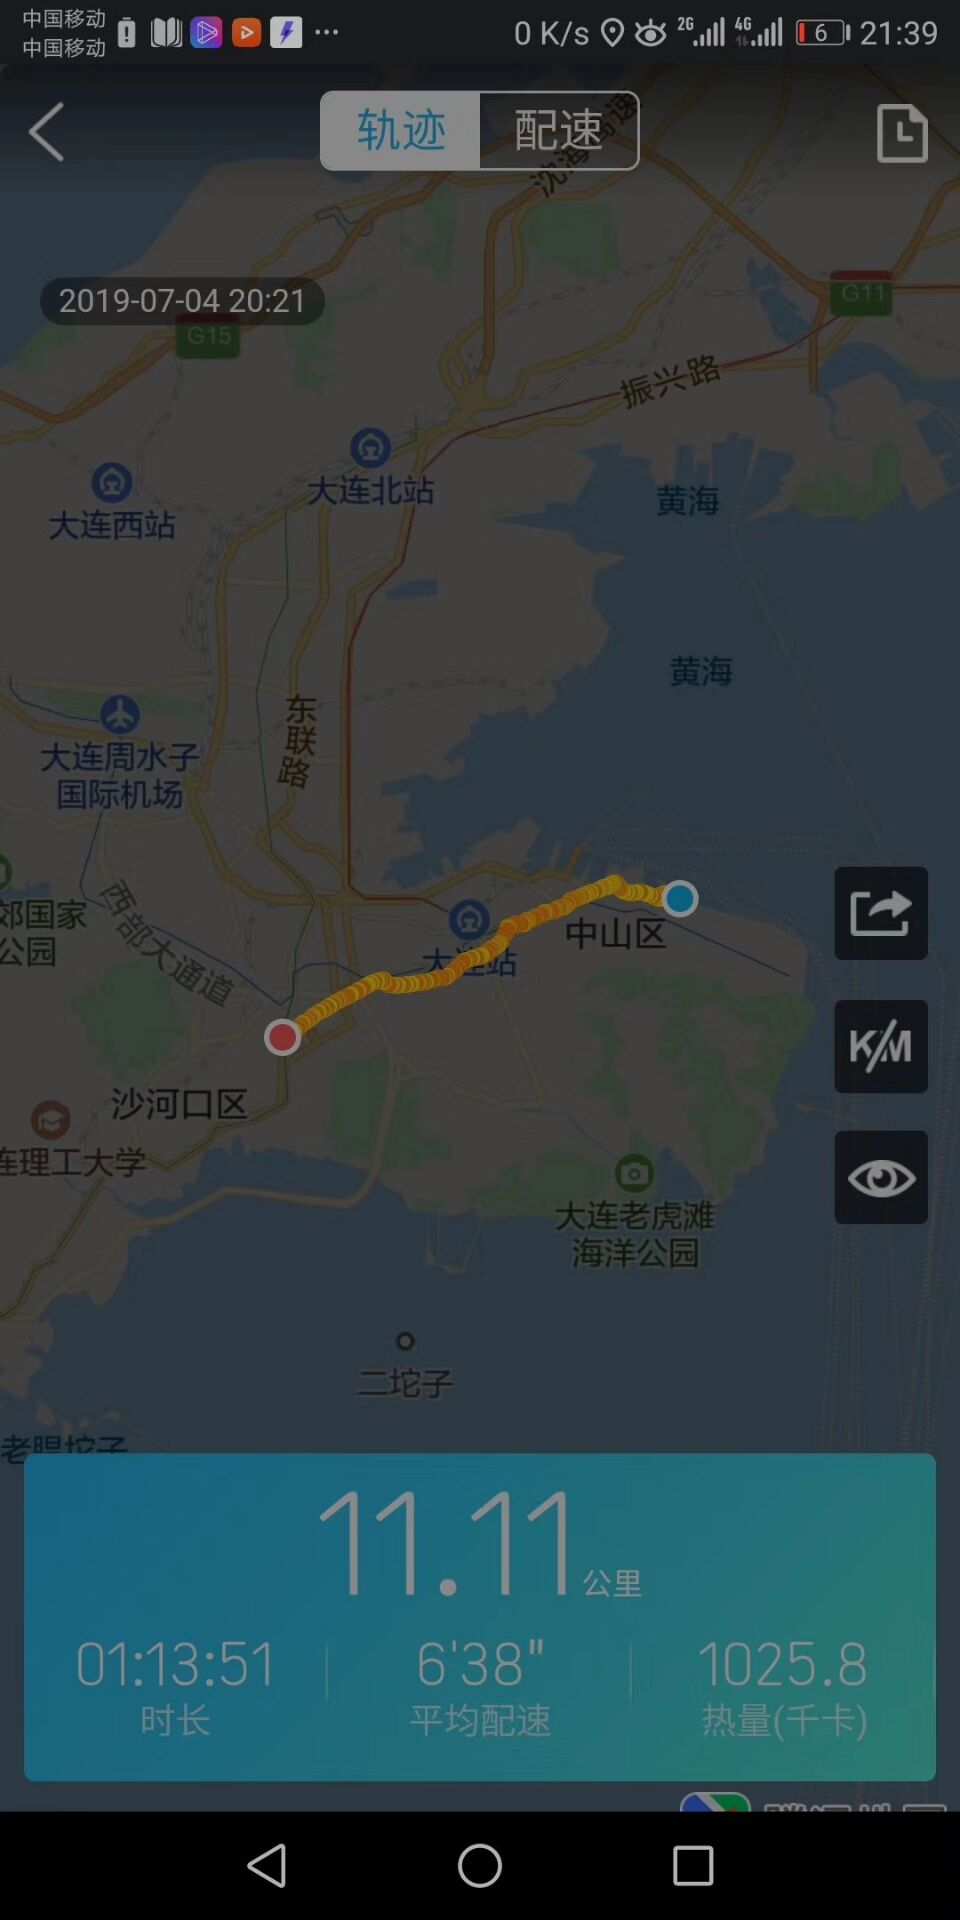 中国移动
中国移动
0 K/s
2G
4G
6
21:39
轨迹
配速
沈海高速
2019-07-04 20:21
G15
G11
振兴路
大连北站
大连西站
黄海
黄海
东联路
大连周水子
国际机场
郊国家
公园
西部大通道
大连站
中山区
沙河口区
连理工大学
K/M
大连老虎滩
海洋公园
二坨子
11.11公里
01:13:51
时长
6'38"
平均配速
1025.8
热量(千卡)